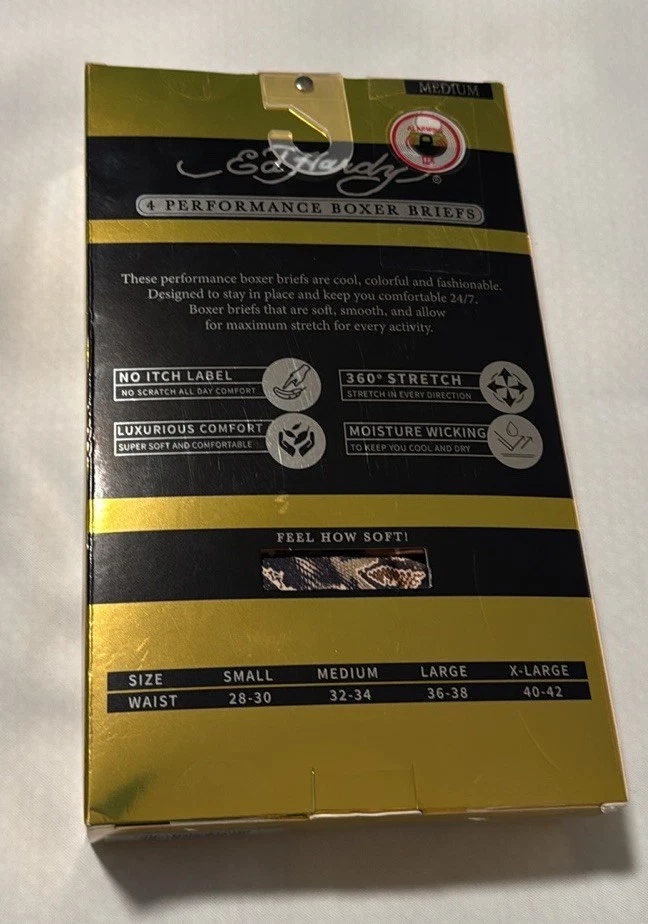 MEDIUM
Ed Hardy
®
4 PERFORMANCE BOXER BRIEFS
These performance boxer briefs are cool, colorful and fashionable.
Designed to stay in place and keep you comfortable 24/7.
Boxer briefs that are soft, smooth, and allow
for maximum stretch for every activity.
NO ITCH LABEL
NO SCRATCH ALL DAY COMFORT
360° STRETCH
STRETCH IN EVERY DIRECTION
LUXURIOUS COMFORT
SUPER SOFT AND COMFORTABLE
MOISTURE WICKING
TO KEEP YOU COOL AND DRY
FEEL HOW SOFT!
SIZE SMALL MEDIUM LARGE X-LARGE
WAIST 28-30 32-34 36-38 40-42